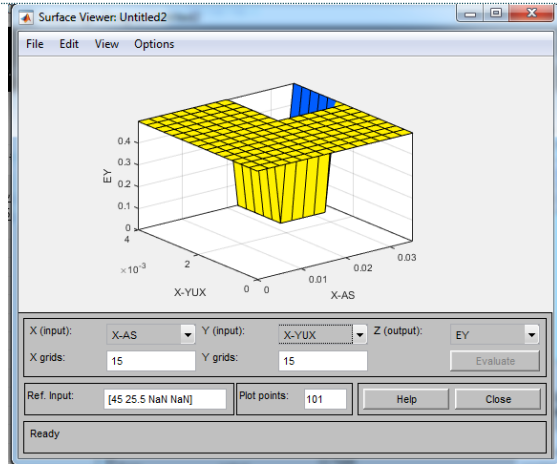 Surface Viewer: Untitled2
File Edit View Options
EY
0.4
0.3
0.2
0.1
0
4
2
0
×10⁻³
X-YUX
0
0.01
0.02
0.03
X-AS
X (input): X-AS Y (input): X-YUX Z (output): EY
X grids: 15 Y grids: 15 Evaluate
Ref. Input: [45 25.5 NaN NaN] Plot points: 101 Help Close
Ready